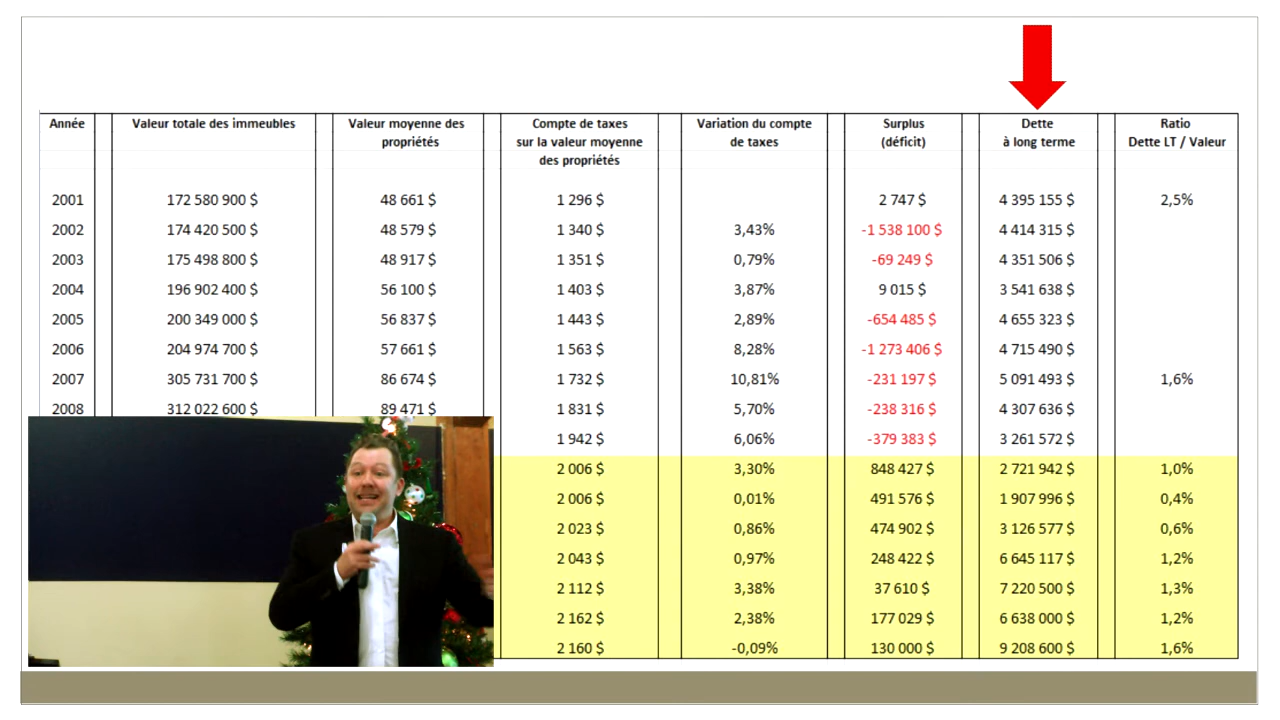 Année Valeur totale des immeubles Valeur moyenne des Compte de taxes Variation du compte Surplus Dette Ratio
propriétés sur la valeur moyenne de taxes (déficit) à long terme Dette LT / Valeur
des propriétés
2001 172 580 900 $ 48 661 $ 1 296 $ 2 747 $ 4 395 155 $ 2,5%
2002 174 420 500 $ 48 579 $ 1 340 $ 3,43% -1 538 100 $ 4 414 315 $
2003 175 498 800 $ 48 917 $ 1 351 $ 0,79% -69 249 $ 4 351 506 $
2004 196 902 400 $ 56 100 $ 1 403 $ 3,87% 9 015 $ 3 541 638 $
2005 200 349 000 $ 56 837 $ 1 443 $ 2,89% -654 485 $ 4 655 323 $
2006 204 974 700 $ 57 661 $ 1 563 $ 8,28% -1 273 406 $ 4 715 490 $
2007 305 731 700 $ 86 674 $ 1 732 $ 10,81% -231 197 $ 5 091 493 $ 1,6%
2008 312 022 600 $ 89 471 $ 1 831 $ 5,70% -238 316 $ 4 307 636 $
1 942 $ 6,06% -379 383 $ 3 261 572 $
2 006 $ 3,30% 848 427 $ 2 721 942 $ 1,0%
2 006 $ 0,01% 491 576 $ 1 907 996 $ 0,4%
2 023 $ 0,86% 474 902 $ 3 126 577 $ 0,6%
2 043 $ 0,97% 248 422 $ 6 645 117 $ 1,2%
2 112 $ 3,38% 37 610 $ 7 220 500 $ 1,3%
2 162 $ 2,38% 177 029 $ 6 638 000 $ 1,2%
2 160 $ -0,09% 130 000 $ 9 208 600 $ 1,6%